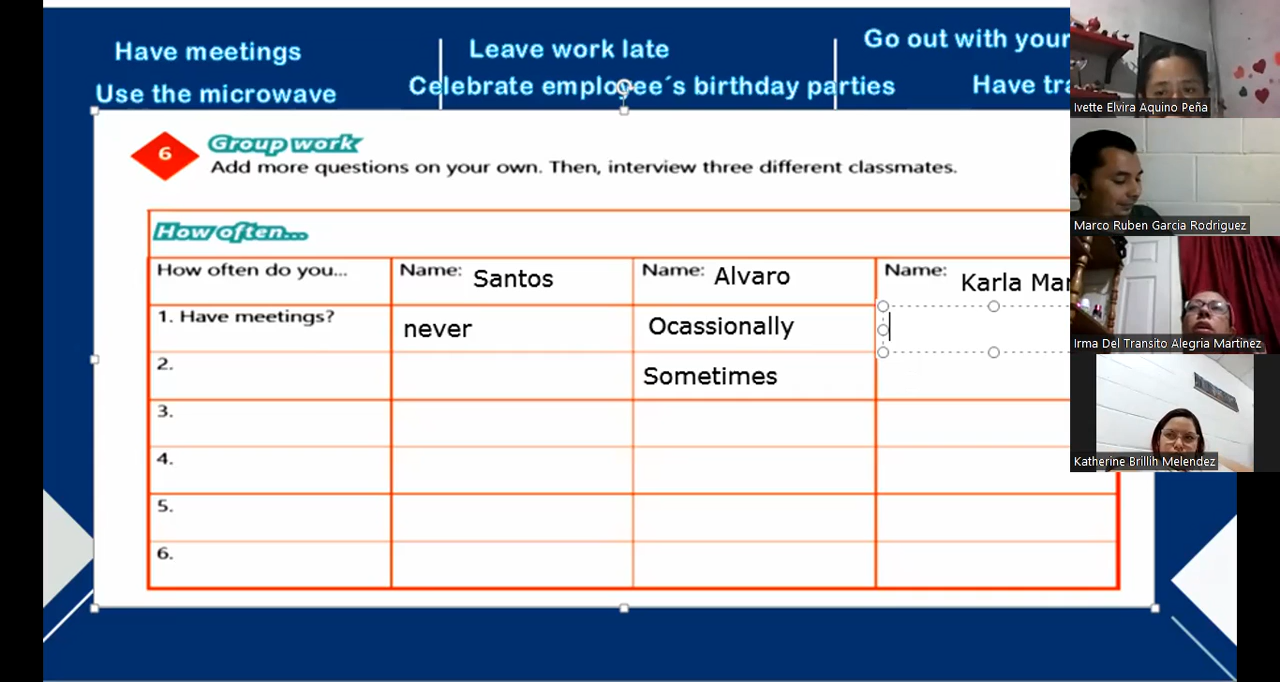 Have meetings
Leave work late
Go out with your
Use the microwave
Celebrate employee´s birthday parties
Have
6
Group work
Add more questions on your own. Then, interview three different classmates.
How often...
How often do you...
Name: Santos
Name: Alvaro
Name: Karla
1. Have meetings?
never
Ocassionally
2.
Sometimes
3.
4.
5.
6.
Ivette Elvira Aquino Peña
Marco Ruben Garcia Rodriguez
Irma Del Transito Alegria Martinez
Katherine Brillih Melendez